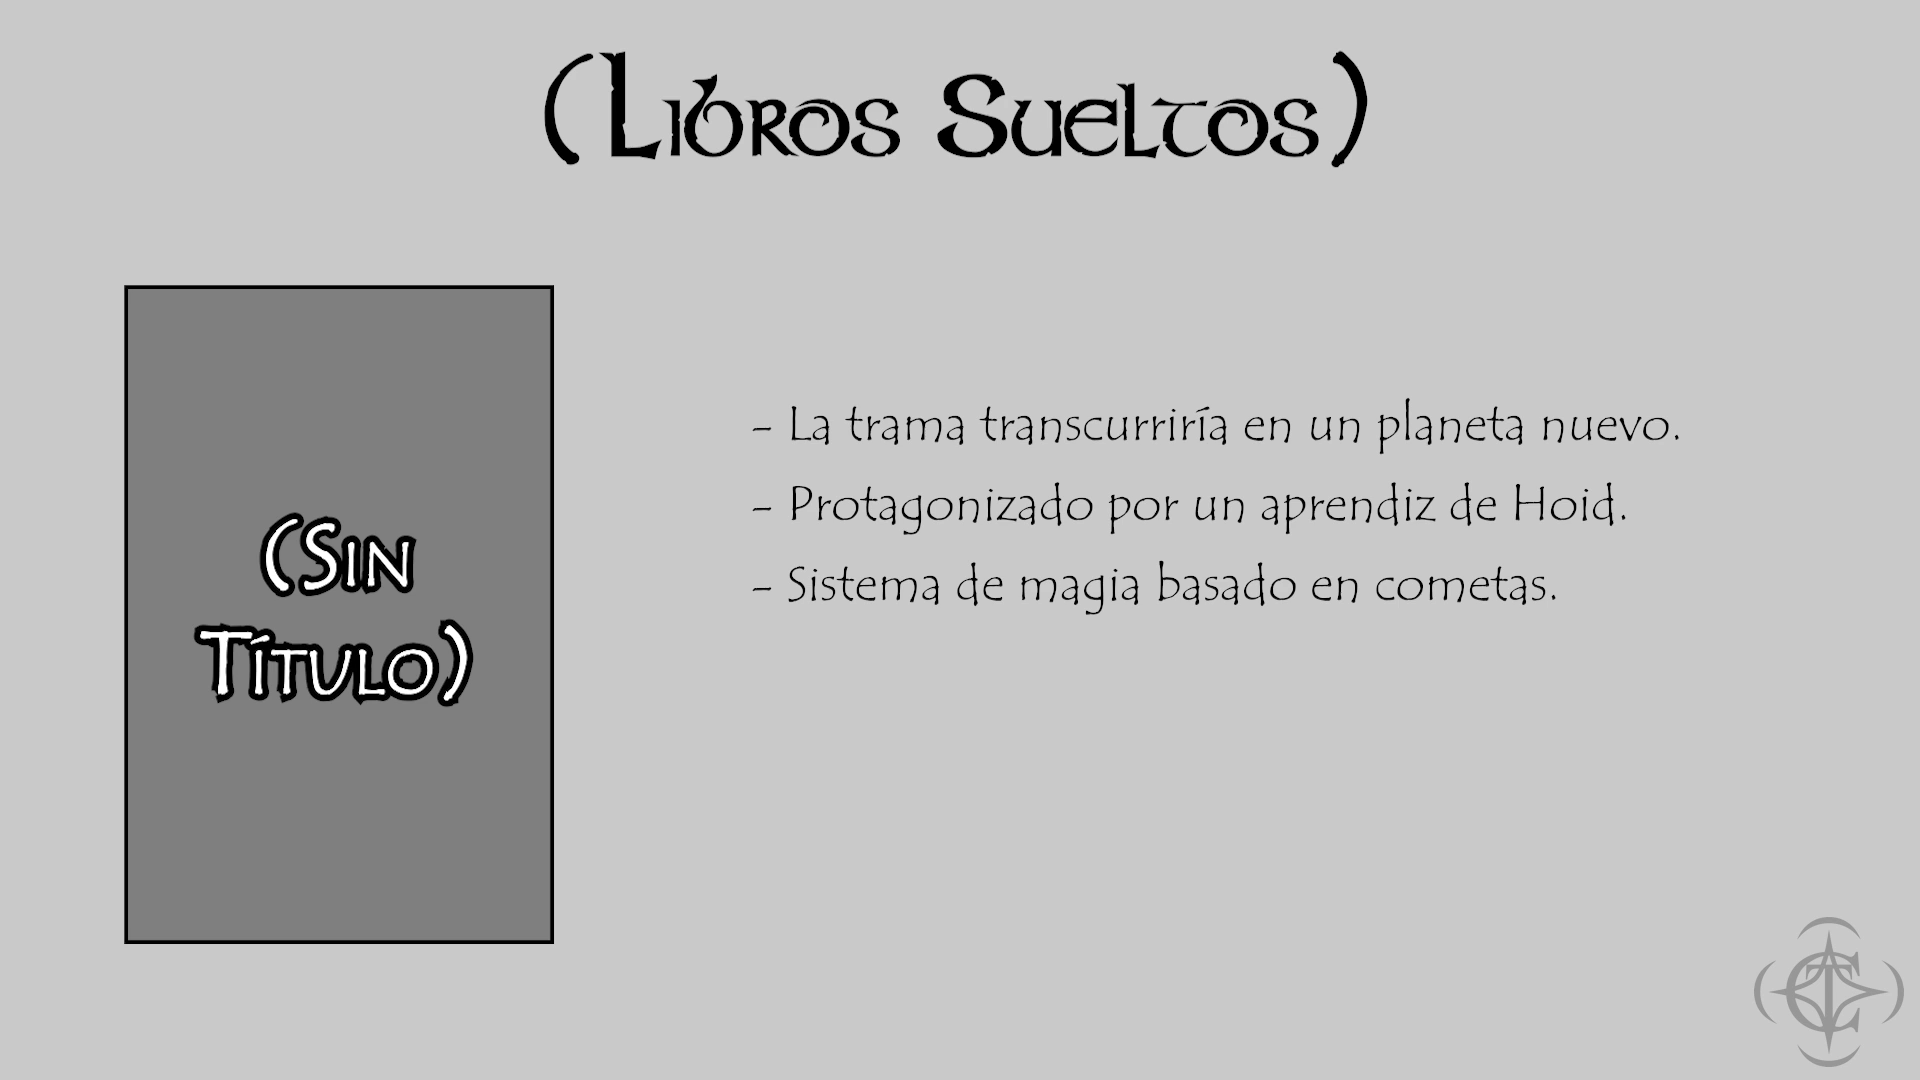 (Libros Sueltos)
(Sin
Título)
- La trama transcurriría en un planeta nuevo.
- Protagonizado por un aprendiz de Hoid.
- Sistema de magia basado en cometas.